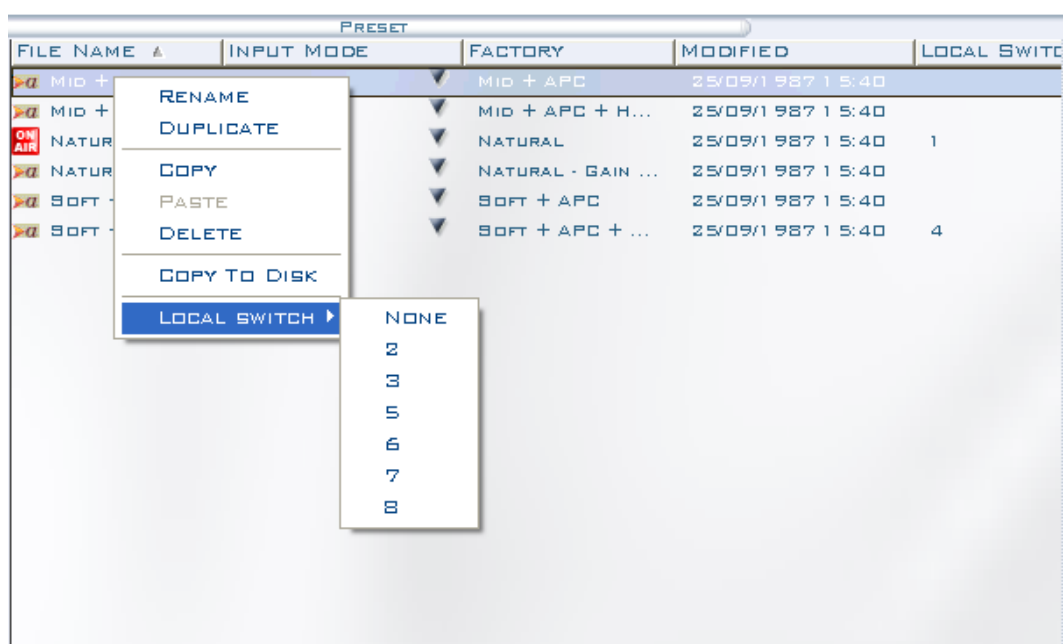 PRESET
FILE NAME INPUT MODE FACTORY MODIFIED LOCAL SWITC
MID + MID + APC 25/09/1987 15:40
MID + MID + APC + H... 25/09/1987 15:40
ON AIR NATUR NATURAL 25/09/1987 15:40 1
NATUR NATURAL - GAIN ... 25/09/1987 15:40
SOFT SOFT + APC 25/09/1987 15:40
SOFT SOFT + APC + ... 25/09/1987 15:40 4
RENAME
DUPLICATE
COPY
PASTE
DELETE
COPY TO DISK
LOCAL SWITCH
NONE
2
3
5
6
7
8